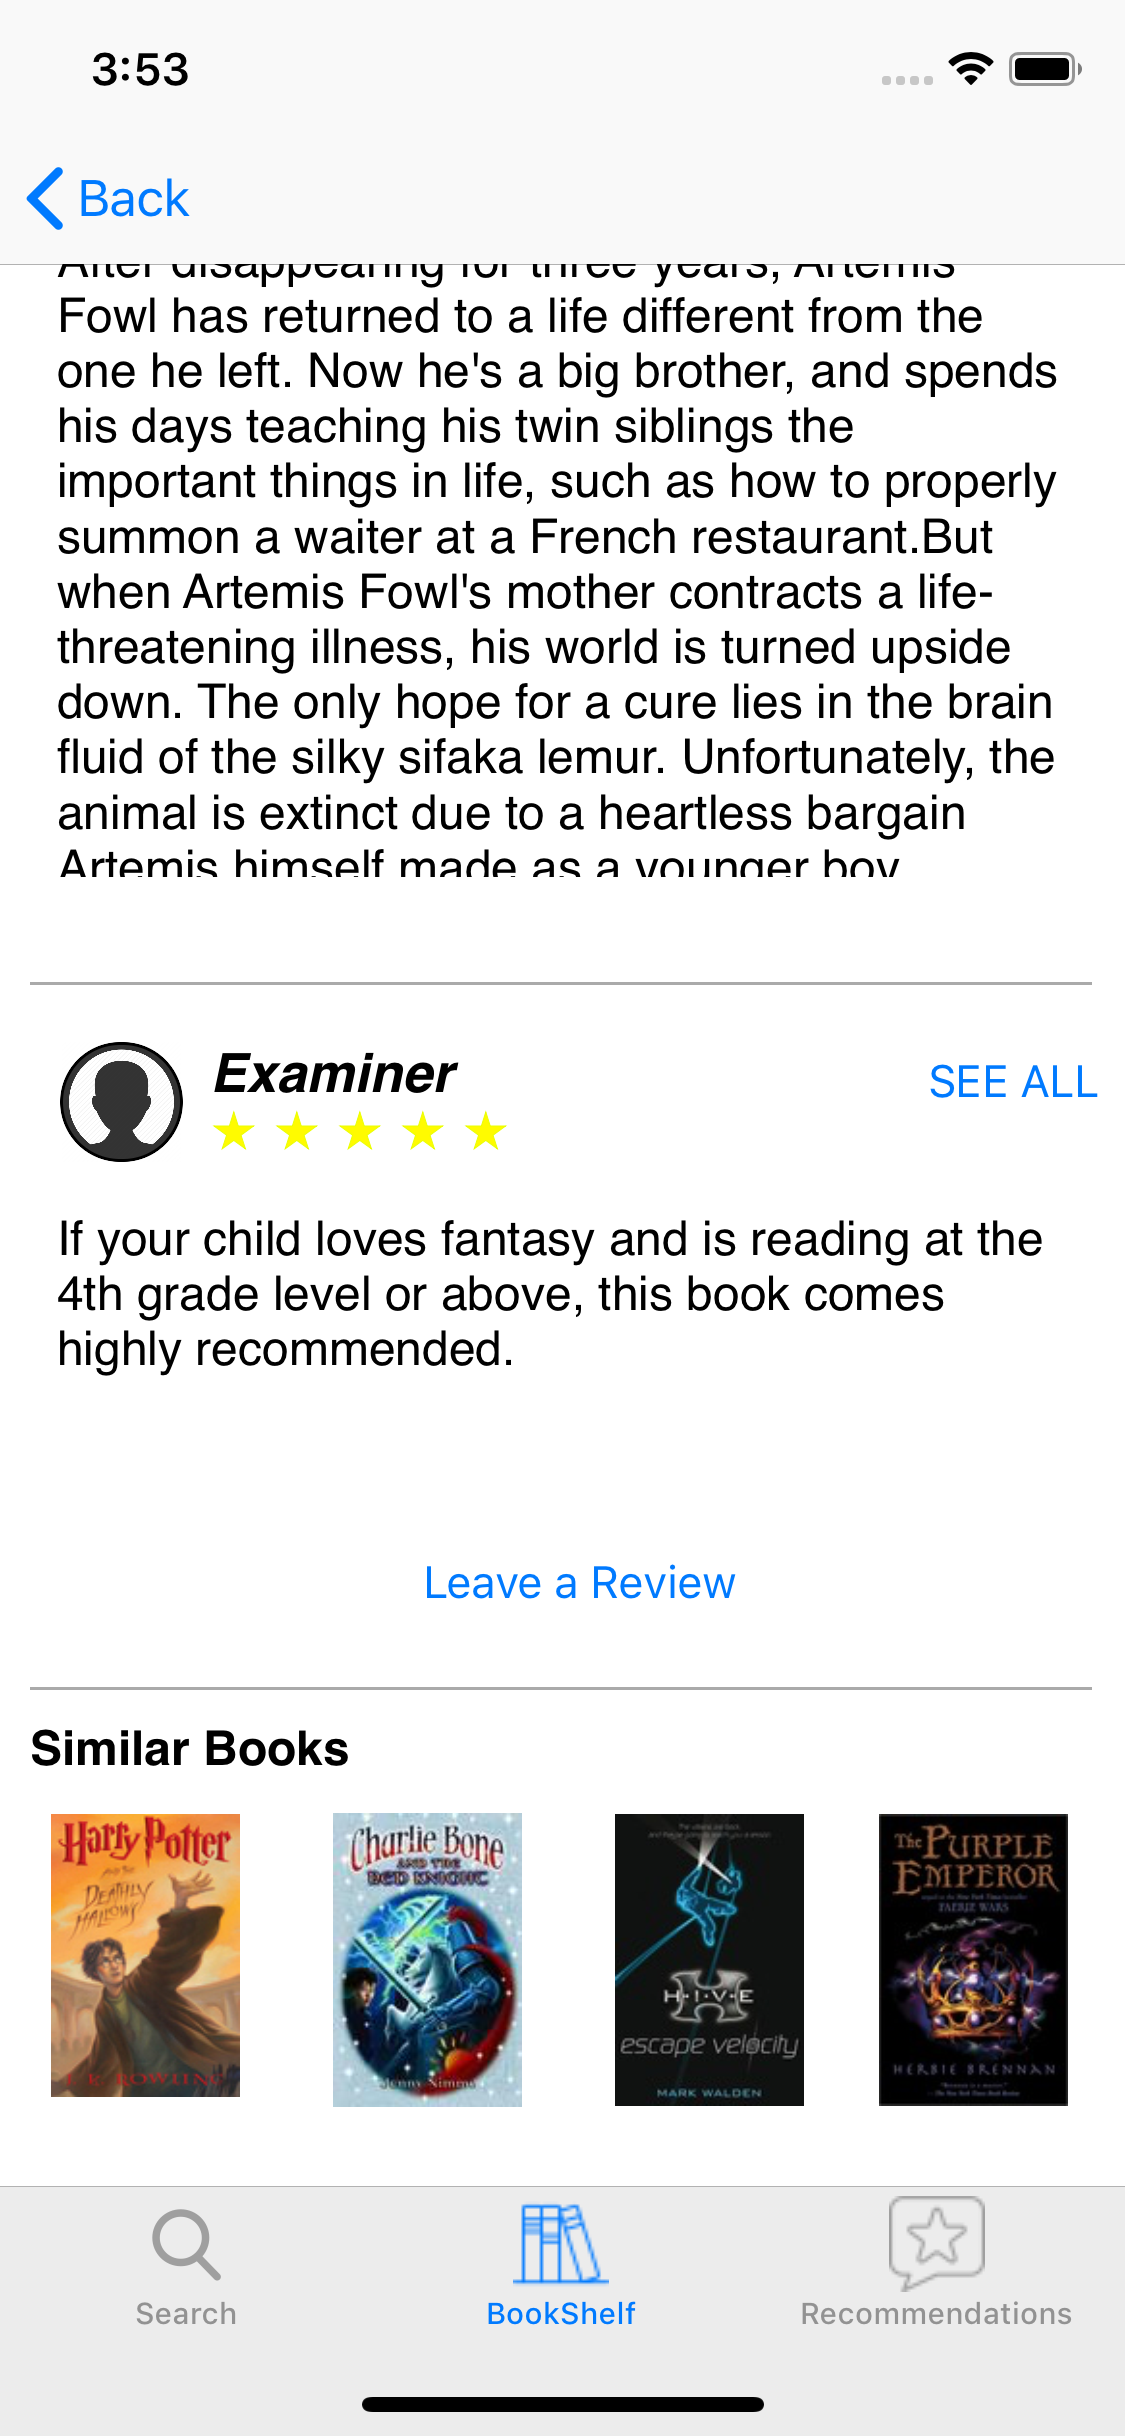 3:53
Back
After disappearing for three years, Artemis
Fowl has returned to a life different from the
one he left. Now he's a big brother, and spends
his days teaching his twin siblings the
important things in life, such as how to properly
summon a waiter at a French restaurant.But
when Artemis Fowl's mother contracts a life-
threatening illness, his world is turned upside
down. The only hope for a cure lies in the brain
fluid of the silky sifaka lemur. Unfortunately, the
animal is extinct due to a heartless bargain
Artemis himself made as a younger boy
Examiner
SEE ALL
If your child loves fantasy and is reading at the
4th grade level or above, this book comes
highly recommended.
Leave a Review
Similar Books
Harry Potter
AND THE
DEATHLY
HALLOWS
J. K. ROWLING
Charlie Bone
AND THE
RED KNIGHT
Jenny Nimmo
H·I·V·E
escape velocity
MARK WALDEN
The PURPLE
EMPEROR
FAERIE WARS
HERBIE BRENNAN
Search
BookShelf
Recommendations